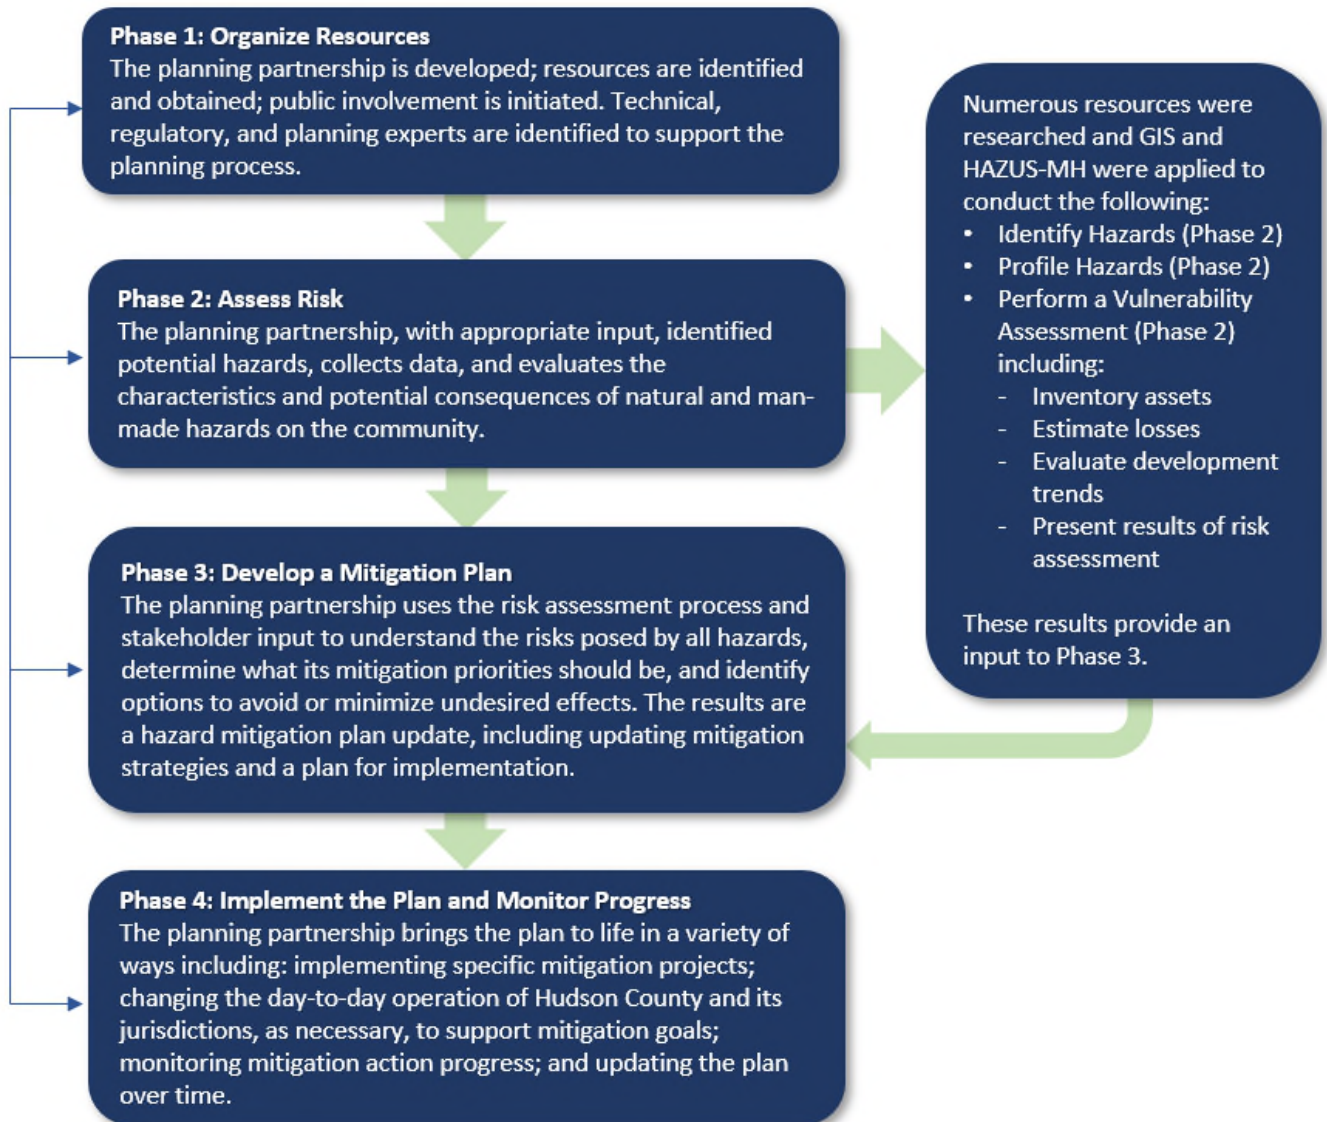 Phase 1: Organize Resources
The planning partnership is developed; resources are identified
and obtained; public involvement is initiated. Technical,
regulatory, and planning experts are identified to support the
planning process.
Phase 2: Assess Risk
The planning partnership, with appropriate input, identified
potential hazards, collects data, and evaluates the
characteristics and potential consequences of natural and man-
made hazards on the community.
Numerous resources were
researched and GIS and
HAZUS-MH were applied to
conduct the following:
• Identify Hazards (Phase 2)
• Profile Hazards (Phase 2)
• Perform a Vulnerability
Assessment (Phase 2)
including:
- Inventory assets
- Estimate losses
- Evaluate development
trends
- Present results of risk
assessment
These results provide an
input to Phase 3.
Phase 3: Develop a Mitigation Plan
The planning partnership uses the risk assessment process and
stakeholder input to understand the risks posed by all hazards,
determine what its mitigation priorities should be, and identify
options to avoid or minimize undesired effects. The results are
a hazard mitigation plan update, including updating mitigation
strategies and a plan for implementation.
Phase 4: Implement the Plan and Monitor Progress
The planning partnership brings the plan to life in a variety of
ways including: implementing specific mitigation projects;
changing the day-to-day operation of Hudson County and its
jurisdictions, as necessary, to support mitigation goals;
monitoring mitigation action progress; and updating the plan
over time.